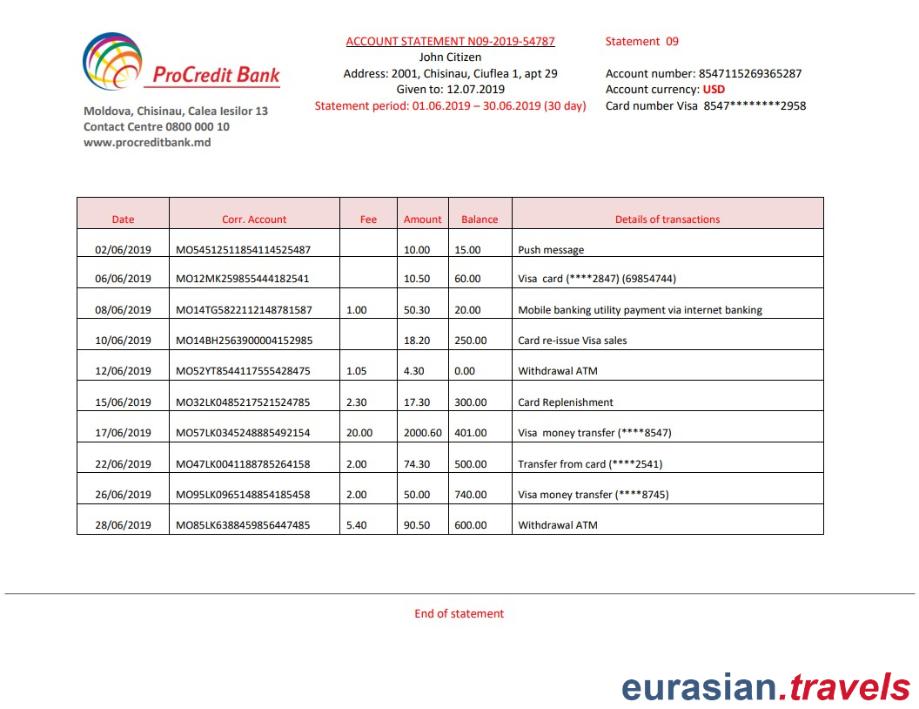 ProCredit Bank
Moldova, Chisinau, Calea Iesilor 13
Contact Centre 0800 000 10
www.procreditbank.md
ACCOUNT STATEMENT N09-2019-54787
John Citizen
Address: 2001, Chisinau, Ciuflea 1, apt 29
Given to: 12.07.2019
Statement period: 01.06.2019 – 30.06.2019 (30 day)
Statement 09
Account number: 8547115269365287
Account currency: USD
Card number Visa 8547********2958
Date Corr. Account Fee Amount Balance Details of transactions
02/06/2019 MO54512511854114525487 10.00 15.00 Push message
06/06/2019 MO12MK259855444182541 10.50 60.00 Visa card (****2847) (69854744)
08/06/2019 MO14TG5822112148781587 1.00 50.30 20.00 Mobile banking utility payment via internet banking
10/06/2019 MO14BH2563900004152985 18.20 250.00 Card re-issue Visa sales
12/06/2019 MO52YT8544117555428475 1.05 4.30 0.00 Withdrawal ATM
15/06/2019 MO32LK0485217521524785 2.30 17.30 300.00 Card Replenishment
17/06/2019 MO57LK0345248885492154 20.00 2000.60 401.00 Visa money transfer (****8547)
22/06/2019 MO47LK0041188785264158 2.00 74.30 500.00 Transfer from card (****2541)
26/06/2019 MO95LK0965148854185458 2.00 50.00 740.00 Visa money transfer (****8745)
28/06/2019 MO85LK6388459856447485 5.40 90.50 600.00 Withdrawal ATM
End of statement
eurasian.travels